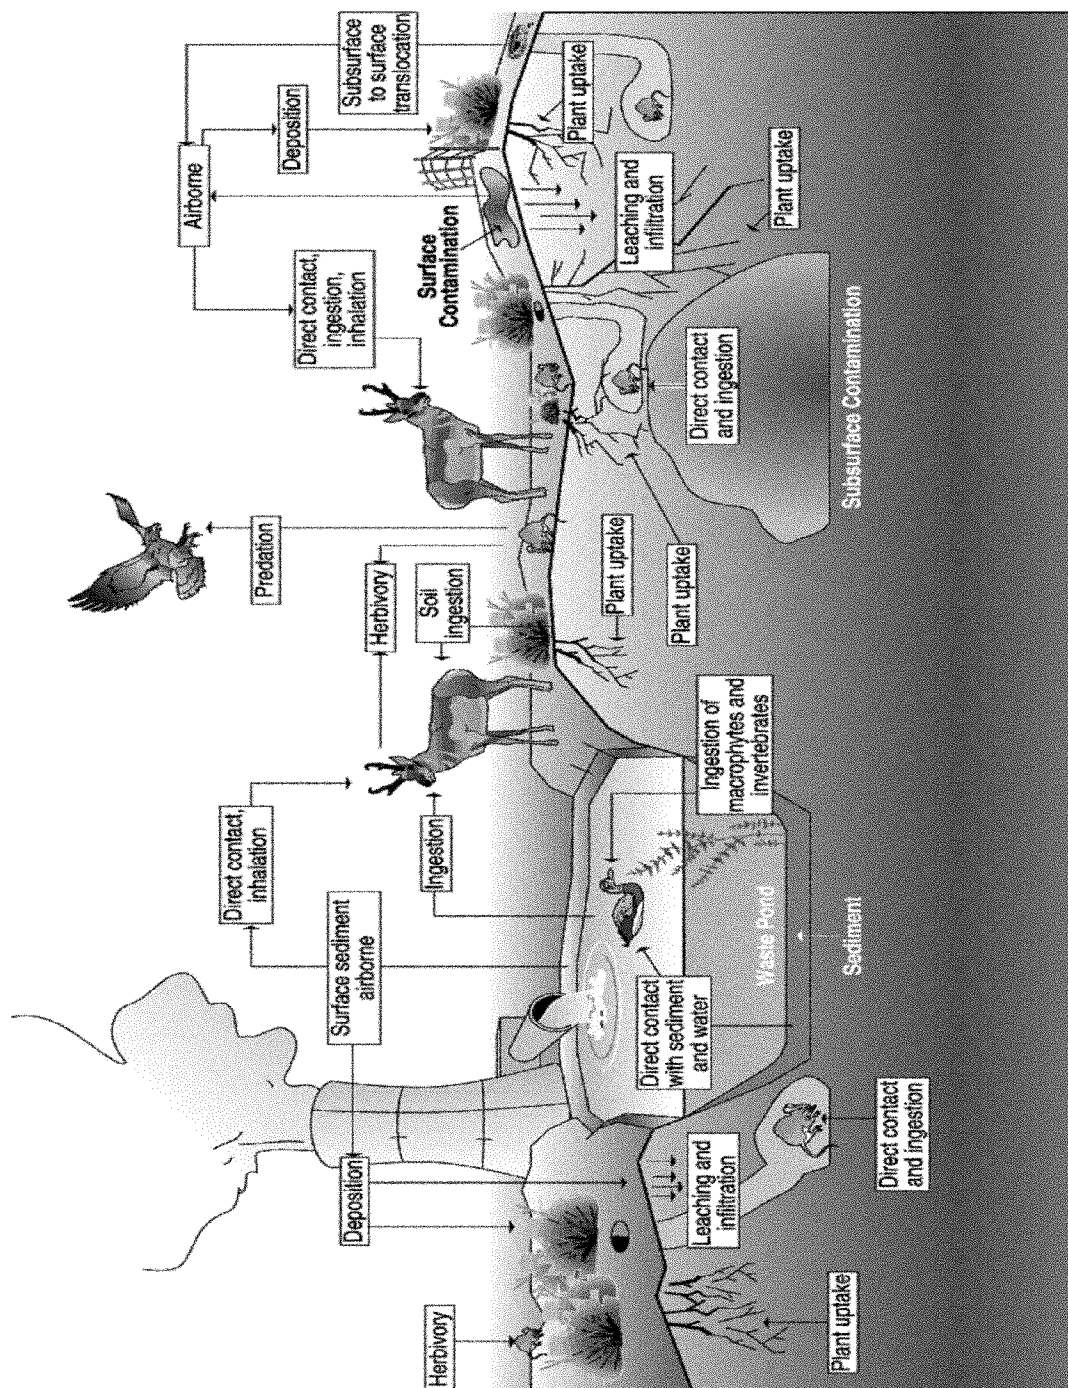 Airborne
Direct contact,
inhalation
Predation
Deposition
Surface sediment
airborne
Direct contact,
ingestion,
inhalation
Subsurface
to surface
translocation
Deposition
Herbivory
Herbivory
Ingestion
Soil
ingestion
Surface
Contamination
Plant uptake
Plant uptake
Leaching and
infiltration
Direct contact
with sediment
and water
Plant uptake
Leaching and
infiltration
Ingestion of
macrophytes and
invertebrates
Direct contact
and ingestion
Waste Pond
Plant uptake
Plant uptake
Sediment
Subsurface Contamination
Direct contact
and ingestion